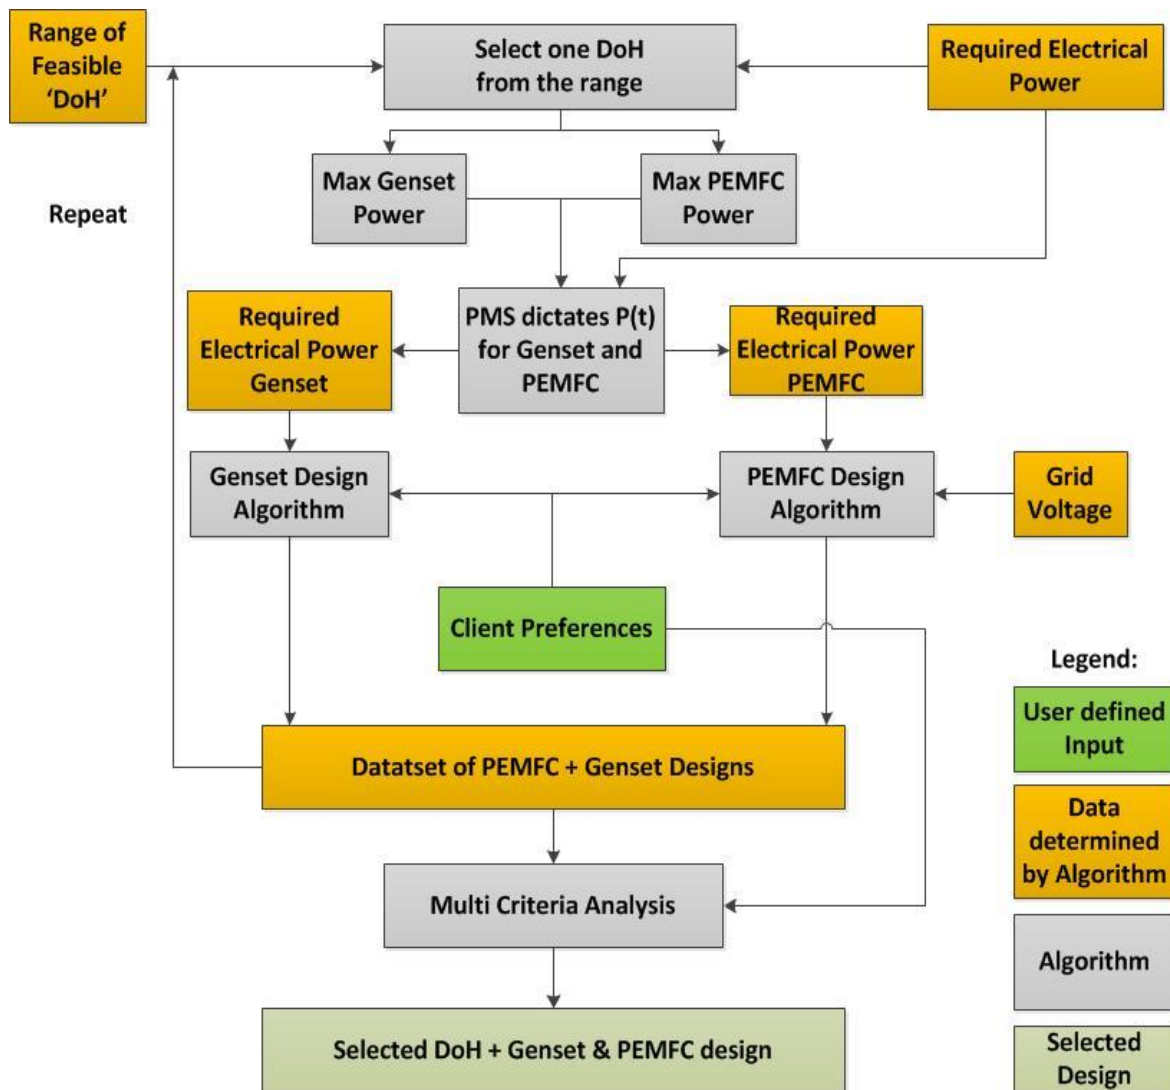 Range of
Feasible
‘DoH’
Select one DoH
from the range
Required Electrical
Power
Max Genset
Power
Max PEMFC
Power
Repeat
Required
Electrical Power
Genset
PMS dictates P(t)
for Genset and
PEMFC
Required
Electrical Power
PEMFC
Genset Design
Algorithm
PEMFC Design
Algorithm
Grid
Voltage
Client Preferences
Legend:
User defined
Input
Datatset of PEMFC + Genset Designs
Data
determined
by Algorithm
Multi Criteria Analysis
Algorithm
Selected DoH + Genset & PEMFC design
Selected
Design